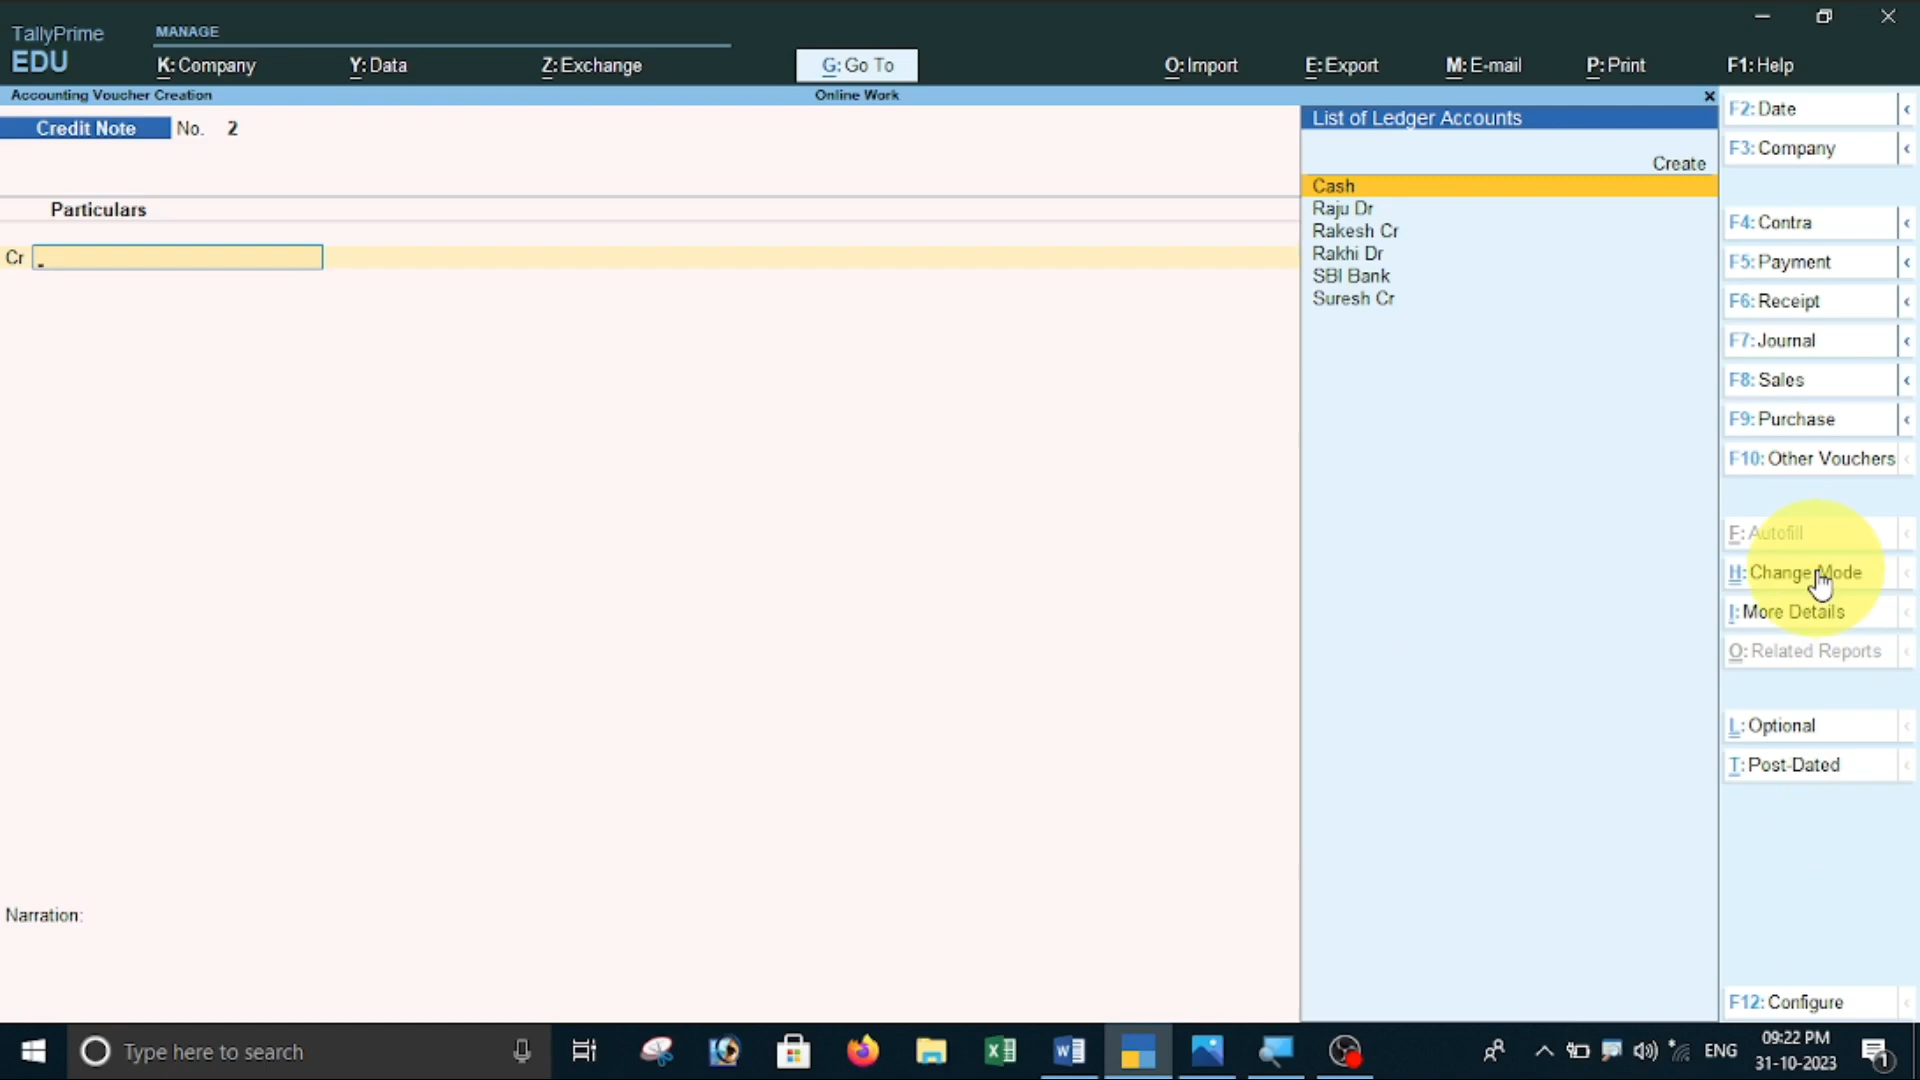 TallyPrime
EDU
MANAGE
K: Company
Y: Data
Z: Exchange
G: Go To
O: Import
E: Export
M: E-mail
P: Print
F1: Help
Accounting Voucher Creation
Online Work
Credit Note No. 2
Particulars
Cr
Narration:
List of Ledger Accounts
Create
Cash
Raju Dr
Rakesh Cr
Rakhi Dr
SBI Bank
Suresh Cr
F2: Date
F3: Company
F4: Contra
F5: Payment
F6: Receipt
F7: Journal
F8: Sales
F9: Purchase
F10: Other Vouchers
F: Autofill
H: Change Mode
I: More Details
O: Related Reports
L: Optional
T: Post-Dated
F12: Configure
Type here to search
ENG
09:22 PM
31-10-2023
1